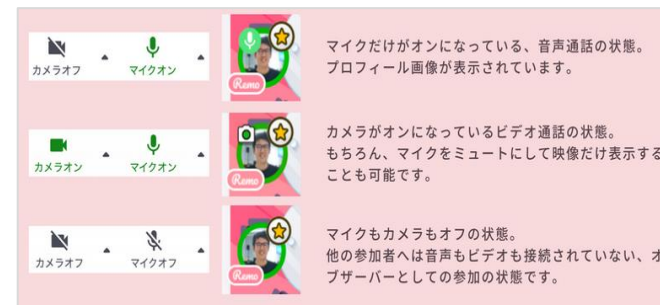 カメラオフ
マイクオン
Remo
マイクだけがオンになっている、音声通話の状態。
プロフィール画像が表示されています。
カメラオン
マイクオン
Remo
カメラがオンになっているビデオ通話の状態。
もちろん、マイクをミュートにして映像だけ表示する
ことも可能です。
カメラオフ
マイクオフ
Remo
マイクもカメラもオフの状態。
他の参加者へは音声もビデオも接続されていない、オ
ブザーバーとしての参加の状態です。